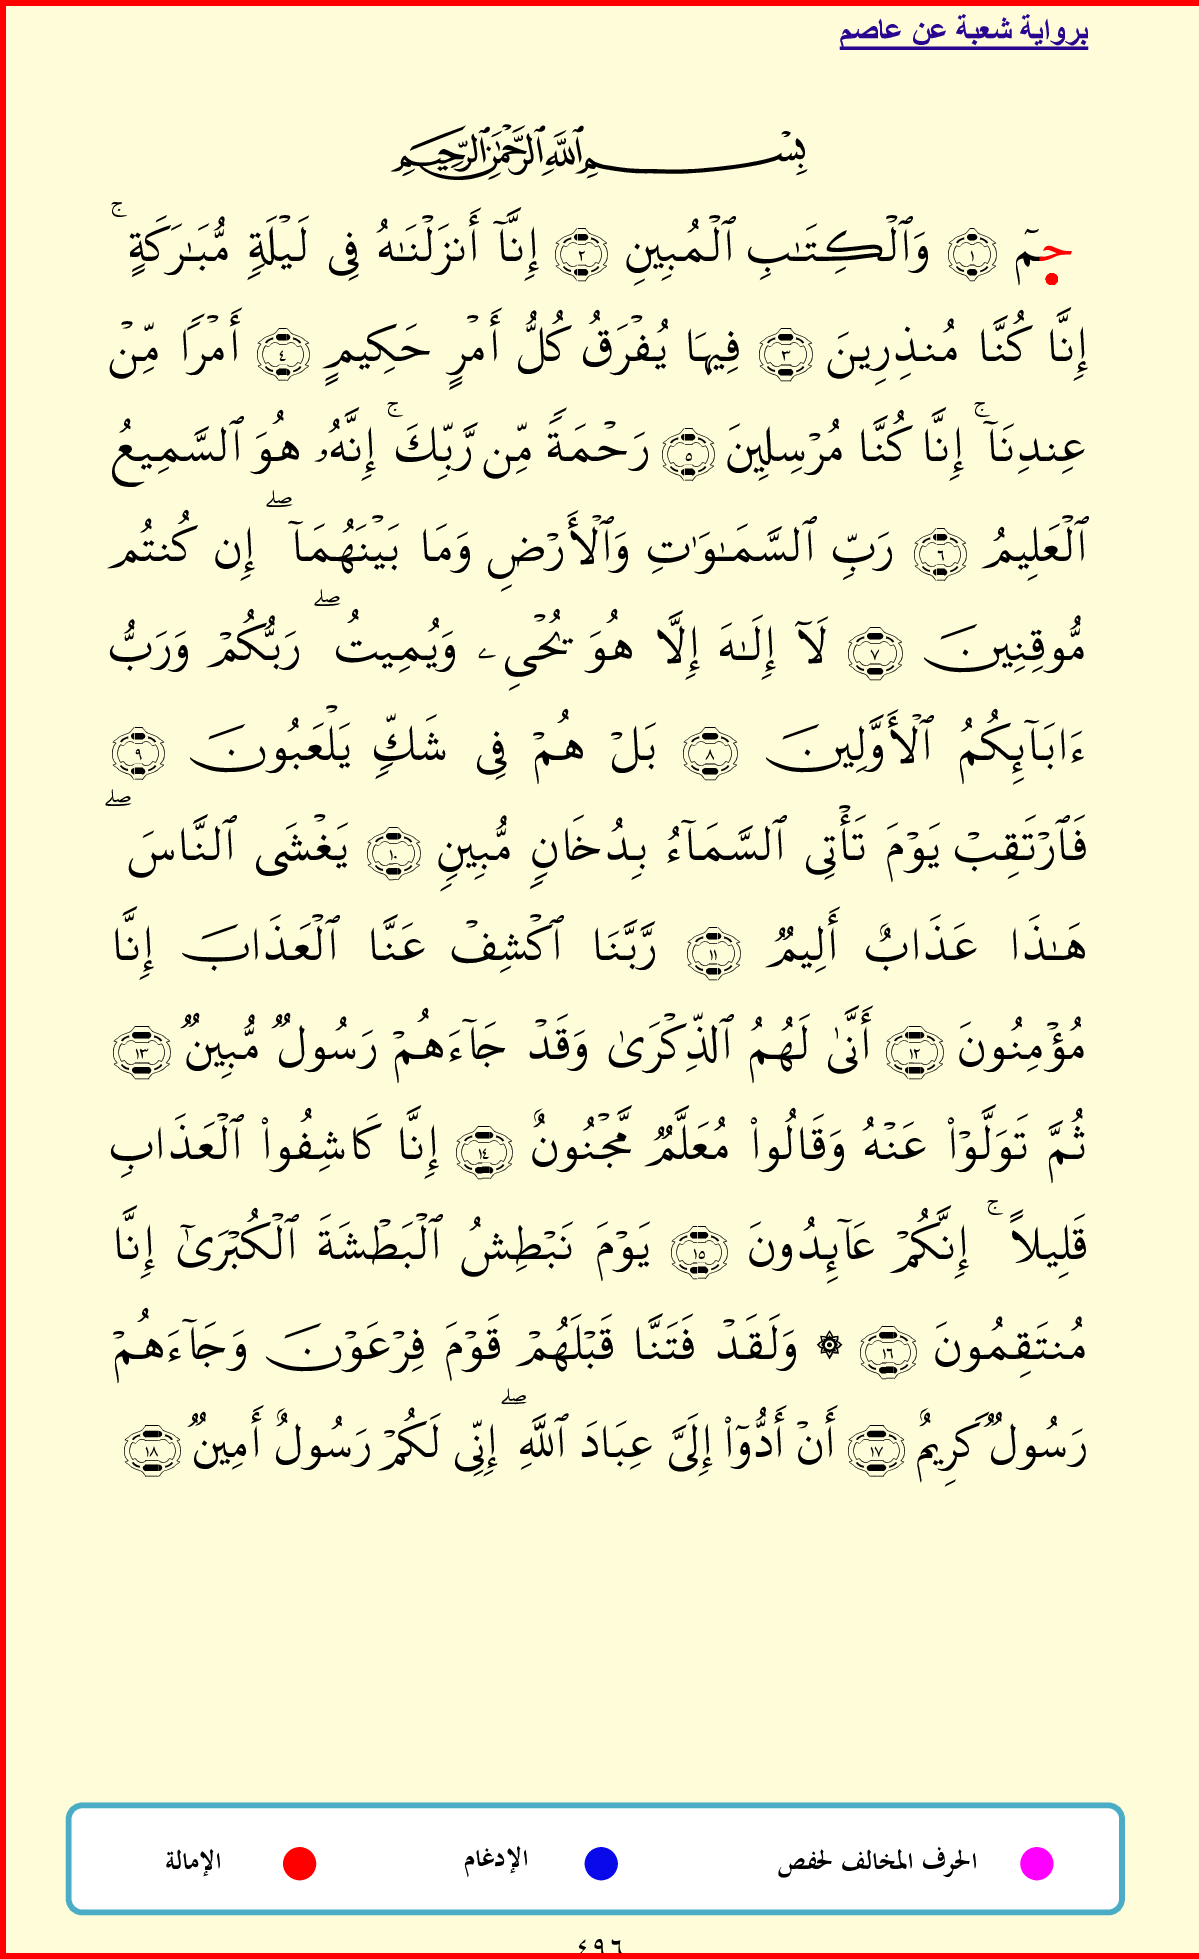 برواية شعبة عن عاصم
بِسْمِ ٱللَّهِ ٱلرَّحْمَٰنِ ٱلرَّحِيمِ
حمٓ ١ وَٱلْكِتَٰبِ ٱلْمُبِينِ ٢ إِنَّآ أَنزَلْنَٰهُ فِى لَيْلَةٍ مُّبَٰرَكَةٍ ۚ
إِنَّا كُنَّا مُنذِرِينَ ٣ فِيهَا يُفْرَقُ كُلُّ أَمْرٍ حَكِيمٍ ٤ أَمْرًا مِّنْ
عِندِنَآ ۚ إِنَّا كُنَّا مُرْسِلِينَ ٥ رَحْمَةً مِّن رَّبِّكَ ۚ إِنَّهُۥ هُوَ ٱلسَّمِيعُ
ٱلْعَلِيمُ ٦ رَبِّ ٱلسَّمَٰوَٰتِ وَٱلْأَرْضِ وَمَا بَيْنَهُمَآ ۖ إِن كُنتُم
مُّوقِنِينَ ٧ لَآ إِلَٰهَ إِلَّا هُوَ يُحْىِۦ وَيُمِيتُ ۖ رَبُّكُمْ وَرَبُّ
ءَابَآئِكُمُ ٱلْأَوَّلِينَ ٨ بَلْ هُمْ فِى شَكٍّ يَلْعَبُونَ ٩
فَٱرْتَقِبْ يَوْمَ تَأْتِى ٱلسَّمَآءُ بِدُخَانٍ مُّبِينٍ ١٠ يَغْشَى ٱلنَّاسَ ۖ
هَٰذَا عَذَابٌ أَلِيمٌ ١١ رَّبَّنَا ٱكْشِفْ عَنَّا ٱلْعَذَابَ إِنَّا
مُؤْمِنُونَ ١٢ أَنَّىٰ لَهُمُ ٱلذِّكْرَىٰ وَقَدْ جَآءَهُمْ رَسُولٌ مُّبِينٌ ١٣
ثُمَّ تَوَلَّوْا۟ عَنْهُ وَقَالُوا۟ مُعَلَّمٌ مَّجْنُونٌ ١٤ إِنَّا كَاشِفُوا۟ ٱلْعَذَابِ
قَلِيلًا ۚ إِنَّكُمْ عَآئِدُونَ ١٥ يَوْمَ نَبْطِشُ ٱلْبَطْشَةَ ٱلْكُبْرَىٰٓ إِنَّا
مُنتَقِمُونَ ١٦ ۞ وَلَقَدْ فَتَنَّا قَبْلَهُمْ قَوْمَ فِرْعَوْنَ وَجَآءَهُمْ
رَسُولٌ كَرِيمٌ ١٧ أَنْ أَدُّوٓا۟ إِلَىَّ عِبَادَ ٱللَّهِ ۖ إِنِّى لَكُمْ رَسُولٌ أَمِينٌ ١٨
الحرف المخالف لحفص الإدغام الإمالة
٤٩٦